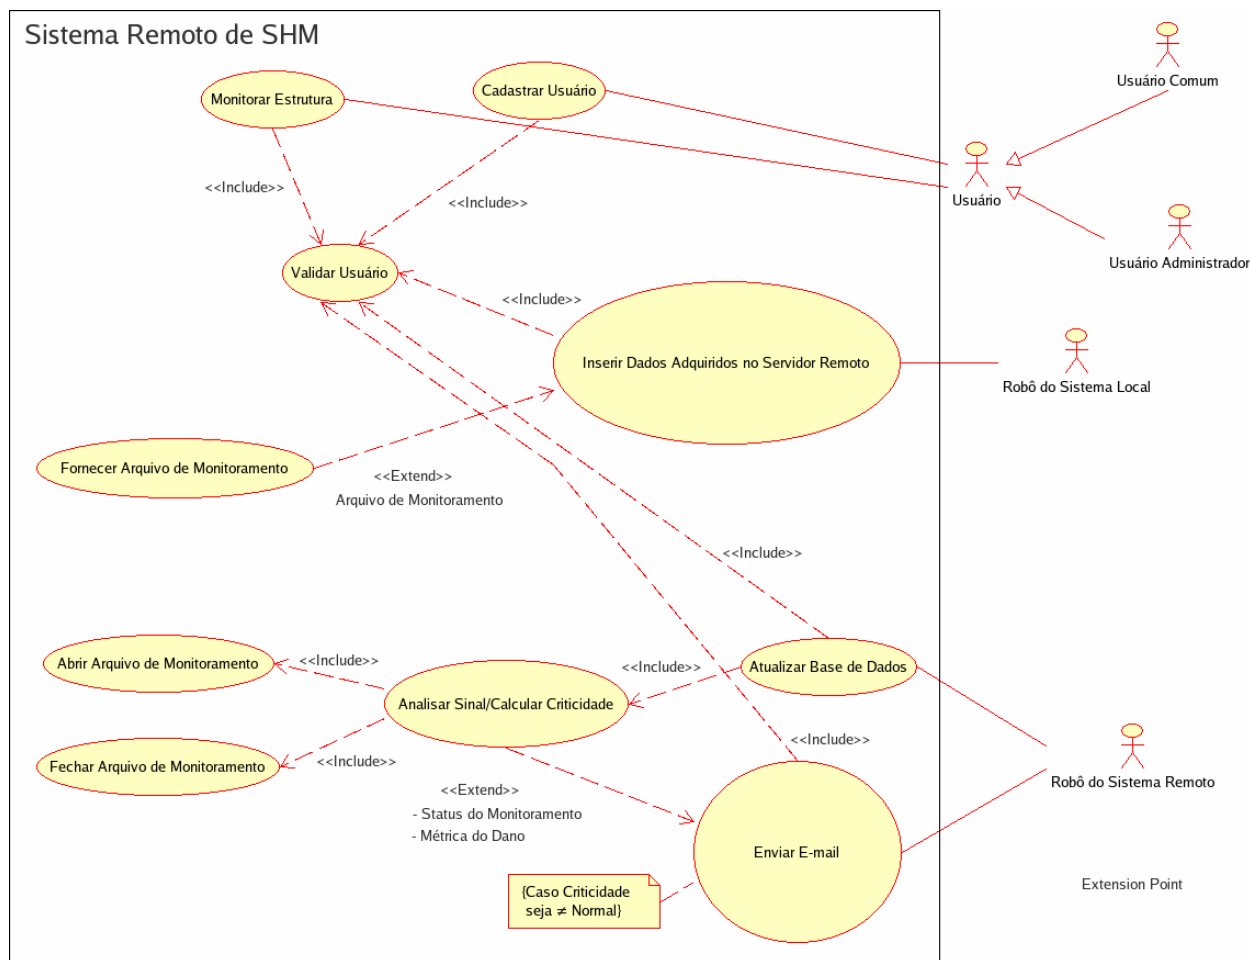 Sistema Remoto de SHM
Usuário Comum
Monitorar Estrutura
Cadastrar Usuário
<<Include>>
<<Include>>
Usuário
Usuário Administrador
Validar Usuário
<<Include>>
Inserir Dados Adquiridos no Servidor Remoto
Robô do Sistema Local
Fornecer Arquivo de Monitoramento
<<Extend>>
Arquivo de Monitoramento
<<Include>>
Abrir Arquivo de Monitoramento
<<Include>>
<<Include>>
Atualizar Base de Dados
Analisar Sinal/Calcular Criticidade
Fechar Arquivo de Monitoramento
<<Include>>
<<Include>>
Robô do Sistema Remoto
<<Extend>>
- Status do Monitoramento
- Métrica do Dano
Enviar E-mail
{Caso Criticidade
seja ≠ Normal}
Extension Point